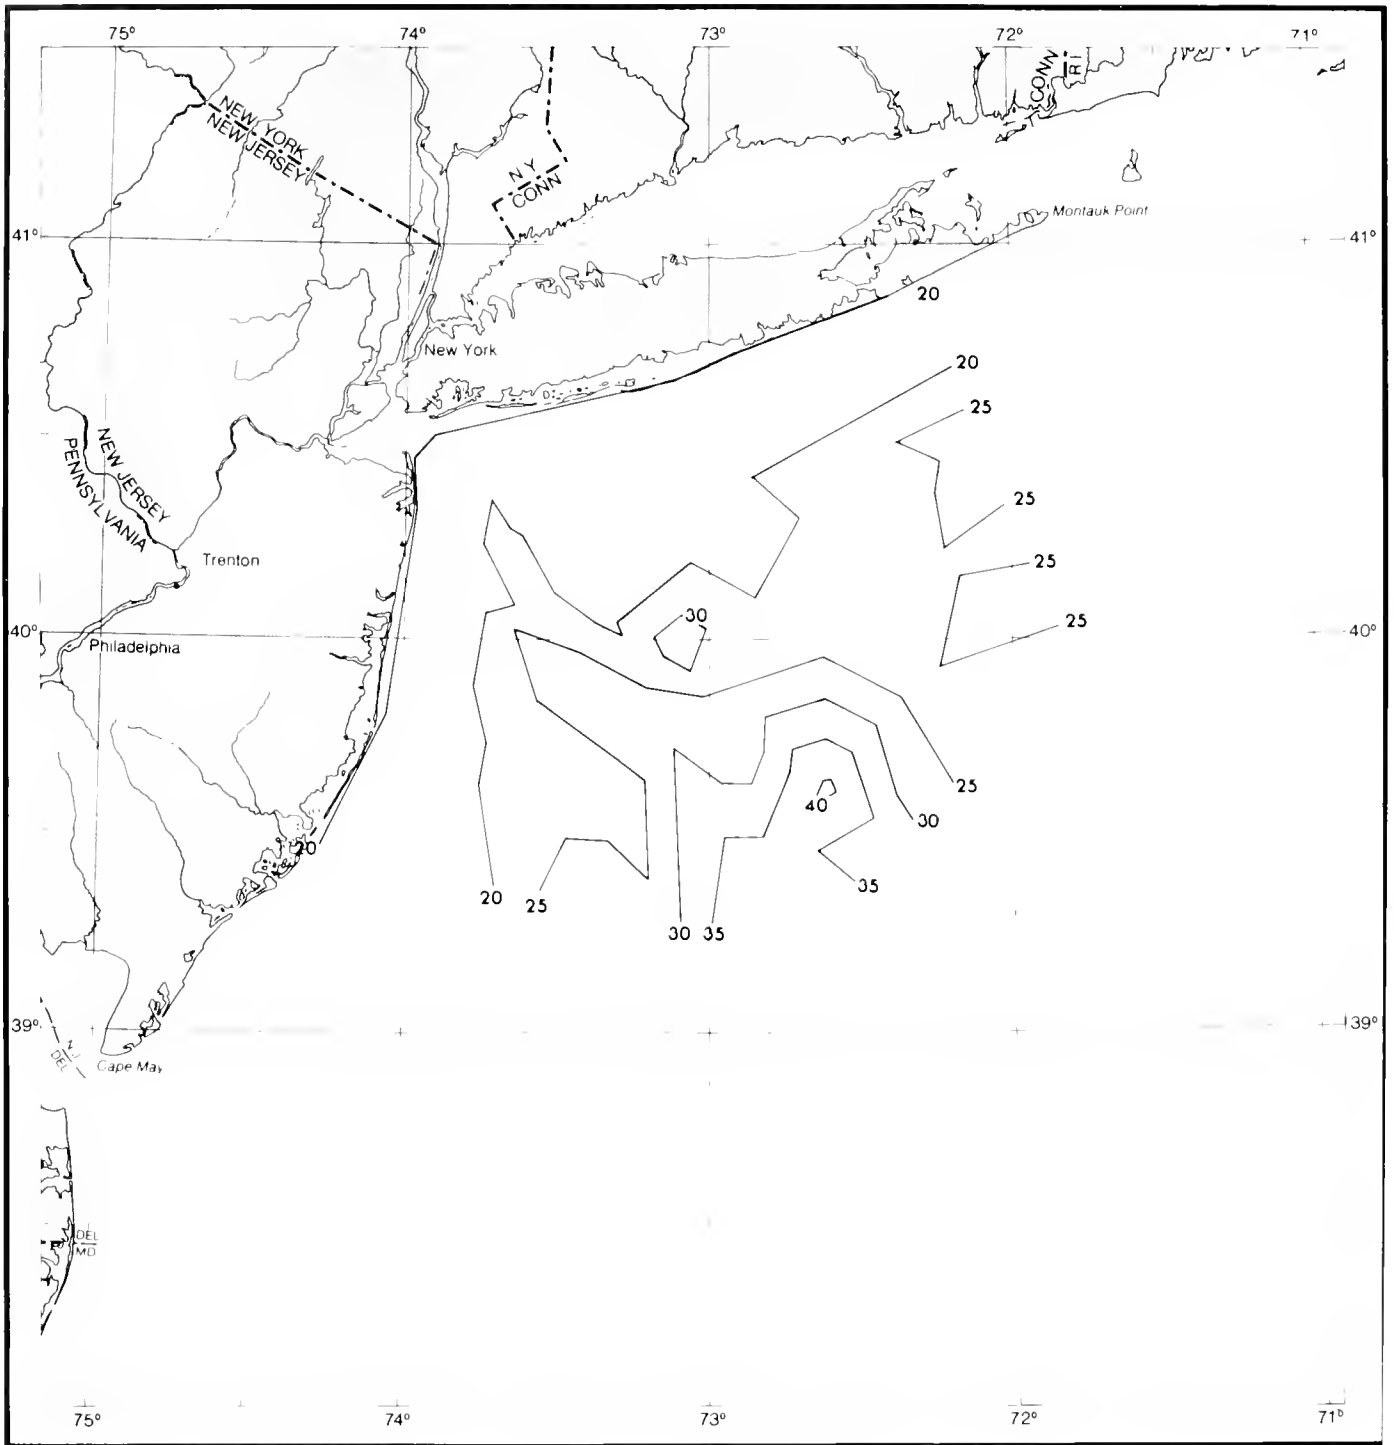 75° 74° 73° 72° 71°
CONN
RI
NEW YORK
NEW JERSEY
N Y
CONN
Montauk Point
41° 41°
20
New York
20
25
NEW JERSEY
PENNSYLVANIA
25
Trenton
25
30
25
40° 40°
Philadelphia
25
40
30
20
35
20 25
30 35
39° 39°
N J
DEL
Cape May
DEL
MD
75° 74° 73° 72° 71°